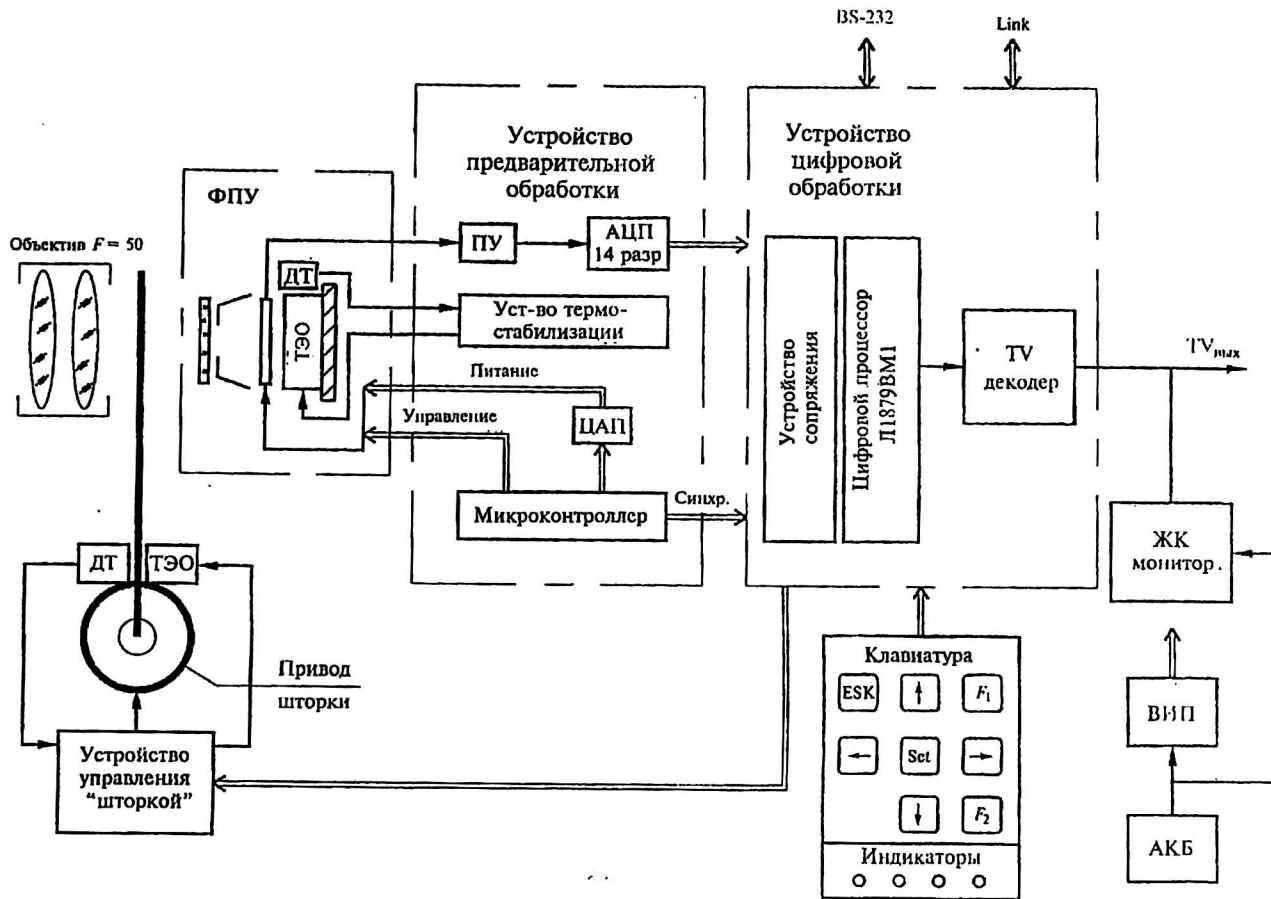 BS-232
Link
Устройство
предварительной
обработки
Устройство
цифровой
обработки
ФПУ
Объектив F = 50
ПУ
АЦП
14 разр
ДТ
ТЭО
Уст-во термо-
стабилизации
Питание
Управление
ЦАП
Микроконтроллер
Синхр.
Устройство
сопряжения
Цифровой процессор
Л1879ВМ1
TV
декодер
TVвых
ДТ
ТЭО
ЖК
монитор.
Привод
шторки
Устройство
управления
“шторкой”
Клавиатура
ESK
↑
F1
←
Set
→
↓
F2
Индикаторы
ВИП
АКБ